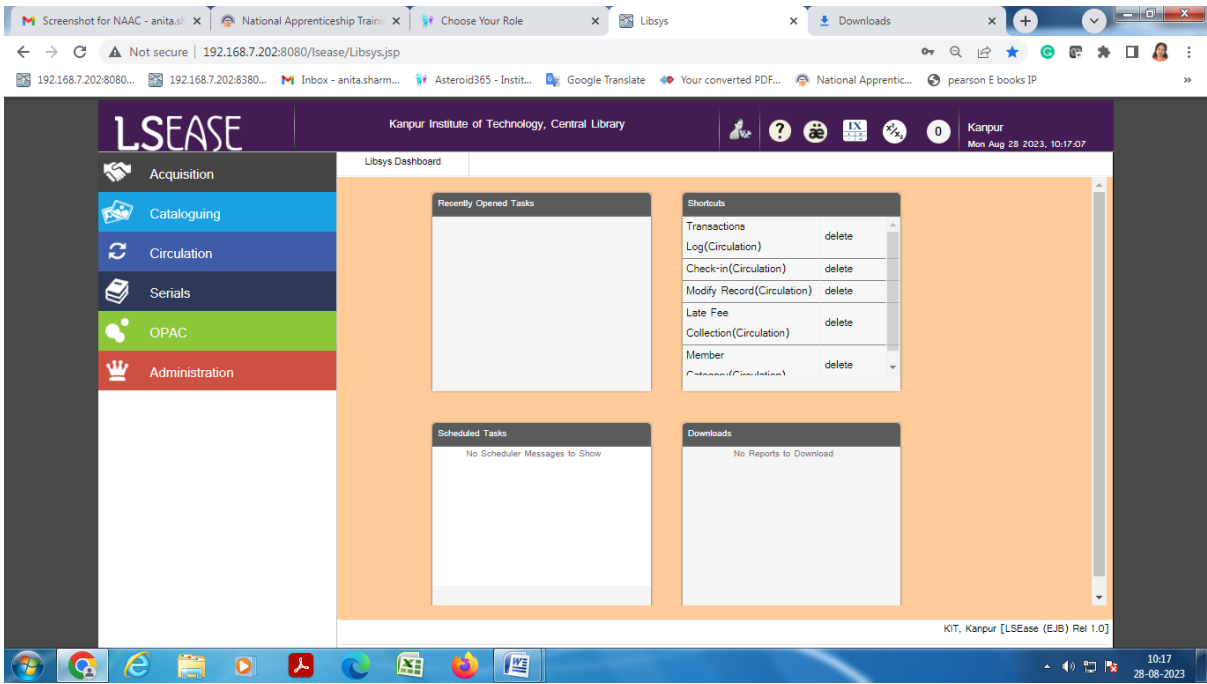 Screenshot for NAAC - anita.sh
National Apprenticeship Trainin
Choose Your Role
Libsys
Downloads
Not secure | 192.168.7.202:8080/lsease/Libsys.jsp
192.168.7.202:8080...
192.168.7.202:8380...
Inbox - anita.sharm...
Asteroid365 - Instit...
Google Translate
Your converted PDF...
National Apprentic...
pearson E books IP
»
LSEASE
Kanpur Institute of Technology, Central Library
?
æ
IX
0
Kanpur
Mon Aug 28 2023, 10:17:07
Libsys Dashboard
Acquisition
Cataloguing
Circulation
Serials
OPAC
Administration
Recently Opened Tasks
Shortcuts
Transactions
Log(Circulation)
delete
Check-in(Circulation) delete
Modify Record(Circulation) delete
Late Fee
Collection(Circulation)
delete
Member
Category(Circulation)
delete
Scheduled Tasks
No Scheduler Messages to Show
Downloads
No Reports to Download
KIT, Kanpur [LSEase (EJB) Rel 1.0]
10:17
28-08-2023